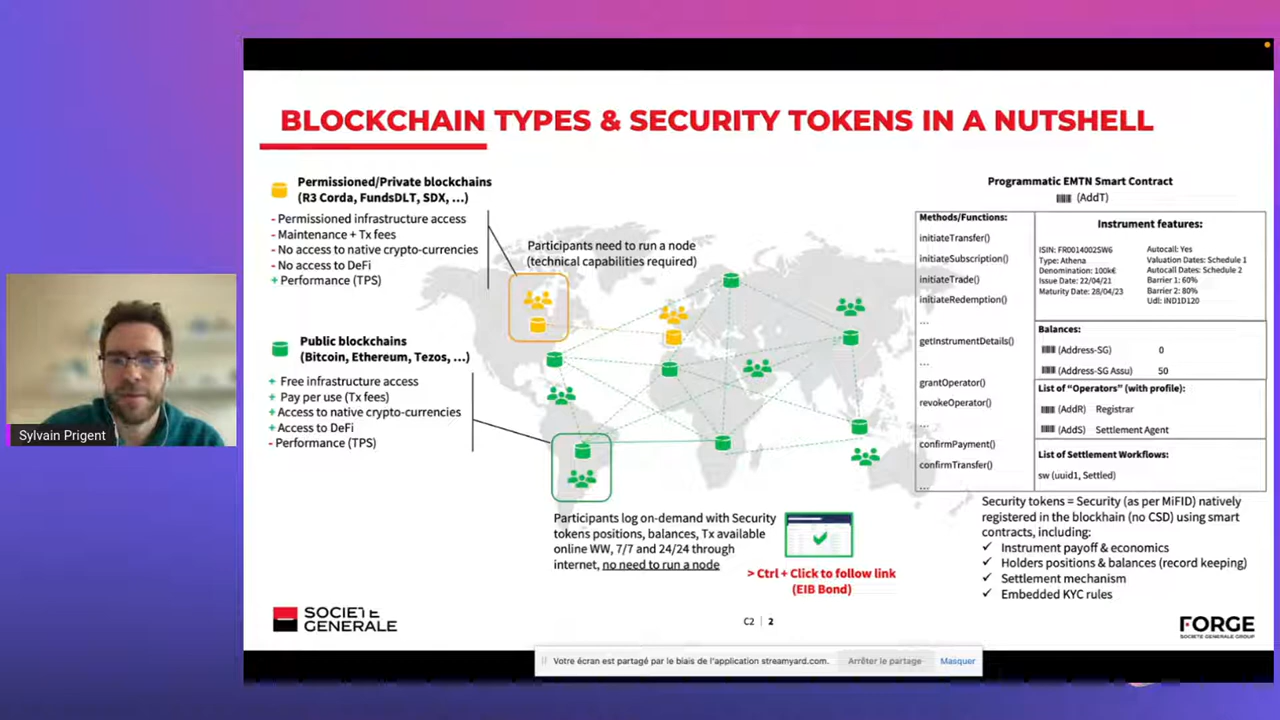 BLOCKCHAIN TYPES & SECURITY TOKENS IN A NUTSHELL
Permissioned/Private blockchains
(R3 Corda, FundsDLT, SDX, ...)
- Permissioned infrastructure access
- Maintenance + Tx fees
- No access to native crypto-currencies
- No access to DeFi
+ Performance (TPS)
Participants need to run a node
(technical capabilities required)
Public blockchains
(Bitcoin, Ethereum, Tezos, ...)
+ Free infrastructure access
+ Pay per use (Tx fees)
+ Access to native crypto-currencies
+ Access to DeFi
- Performance (TPS)
Sylvain Prigent
Participants log on-demand with Security
tokens positions, balances, Tx available
online WW, 7/7 and 24/24 through
internet, no need to run a node
> Ctrl + Click to follow link
(EIB Bond)
Programmatic EMTN Smart Contract
(AddT)
Methods/Functions:
initiateTransfer()
initiateSubscription()
initiateTrade()
initiateRedemption()
...
getInstrumentDetails()
...
grantOperator()
revokeOperator()
...
confirmPayment()
confirmTransfer()
...
Instrument features:
ISIN: FR0014002SW6
Type: Athena
Denomination: 100k€
Issue Date: 22/04/21
Maturity Date: 28/04/23
Autocall: Yes
Valuation Dates: Schedule 1
Autocall Dates: Schedule 2
Barrier 1: 60%
Barrier 2: 80%
Udl: iND1D120
Balances:
(Address-SG) 0
(Address-SG Assu) 50
List of “Operators” (with profile):
(AddR) Registrar
(AddS) Settlement Agent
List of Settlement Workflows:
sw (uuid1, Settled)
Security tokens = Security (as per MiFID) natively
registered in the blockhain (no CSD) using smart
contracts, including:
✓ Instrument payoff & economics
✓ Holders positions & balances (record keeping)
✓ Settlement mechanism
✓ Embedded KYC rules
SOCIETE
GENERALE
C2 | 2
FORGE
SOCIETE GENERALE GROUP
Votre écran est partagé par le biais de l'application streamyard.com.
Arrêter le partage
Masquer